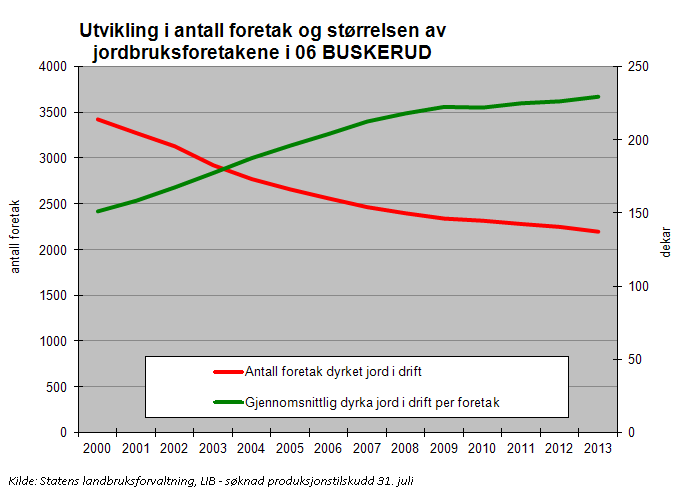 Utvikling i antall foretak og størrelsen av
jordbruksforetakene i 06 BUSKERUD
4000
3500
3000
2500
2000
1500
1000
500
0
antall foretak
250
200
150
100
50
0
dekar
Antall foretak dyrket jord i drift
Gjennomsnittlig dyrka jord i drift per foretak
2000 2001 2002 2003 2004 2005 2006 2007 2008 2009 2010 2011 2012 2013
Kilde: Statens landbruksforvaltning, LIB - søknad produksjonstilskudd 31. juli